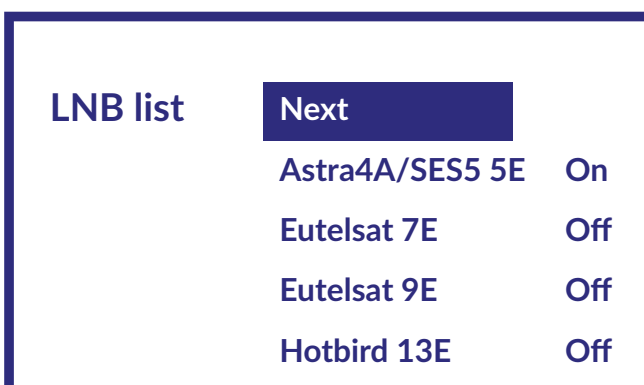 LNB list Next
Astra4A/SES5 5E On
Eutelsat 7E Off
Eutelsat 9E Off
Hotbird 13E Off